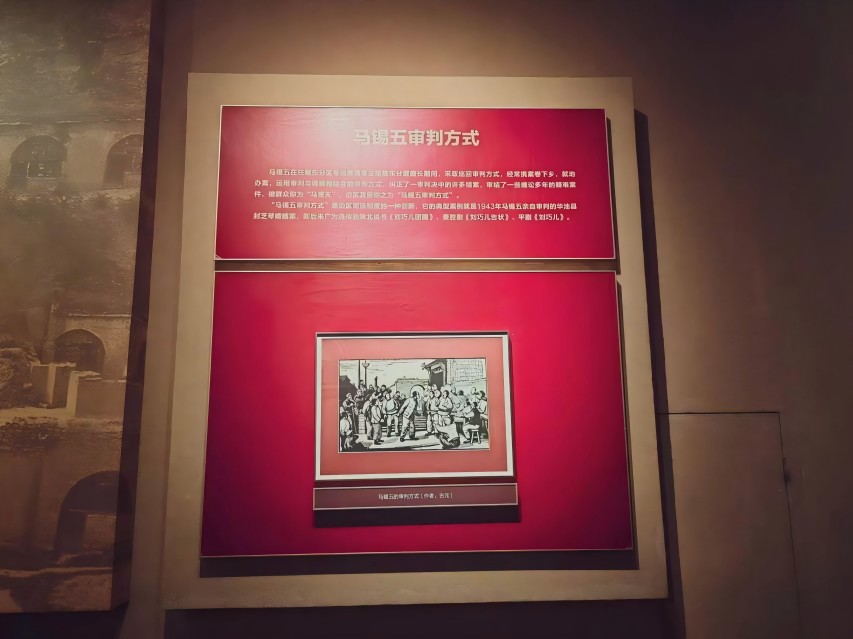 马锡五审判方式
马锡五在任陇东分区专员兼高等法院陇东分庭庭长期间，采取巡回审判方式，经常携案卷下乡，就地
办案，运用审判与调解相结合的审判方式，纠正了一审判决中的许多错案，审结了一些缠讼多年的疑难案
件，被群众称为“马青天”，边区政府称之为“马锡五审判方式”。
“马锡五审判方式”是边区司法制度的一种创新，它的典型案例就是1943年马锡五亲自审判的华池县
封芝琴婚姻案，即后来广为流传的陕北说书《刘巧儿团圆》、秦腔剧《刘巧儿告状》、平剧《刘巧儿》。
马锡五的审判方式（作者：古元）